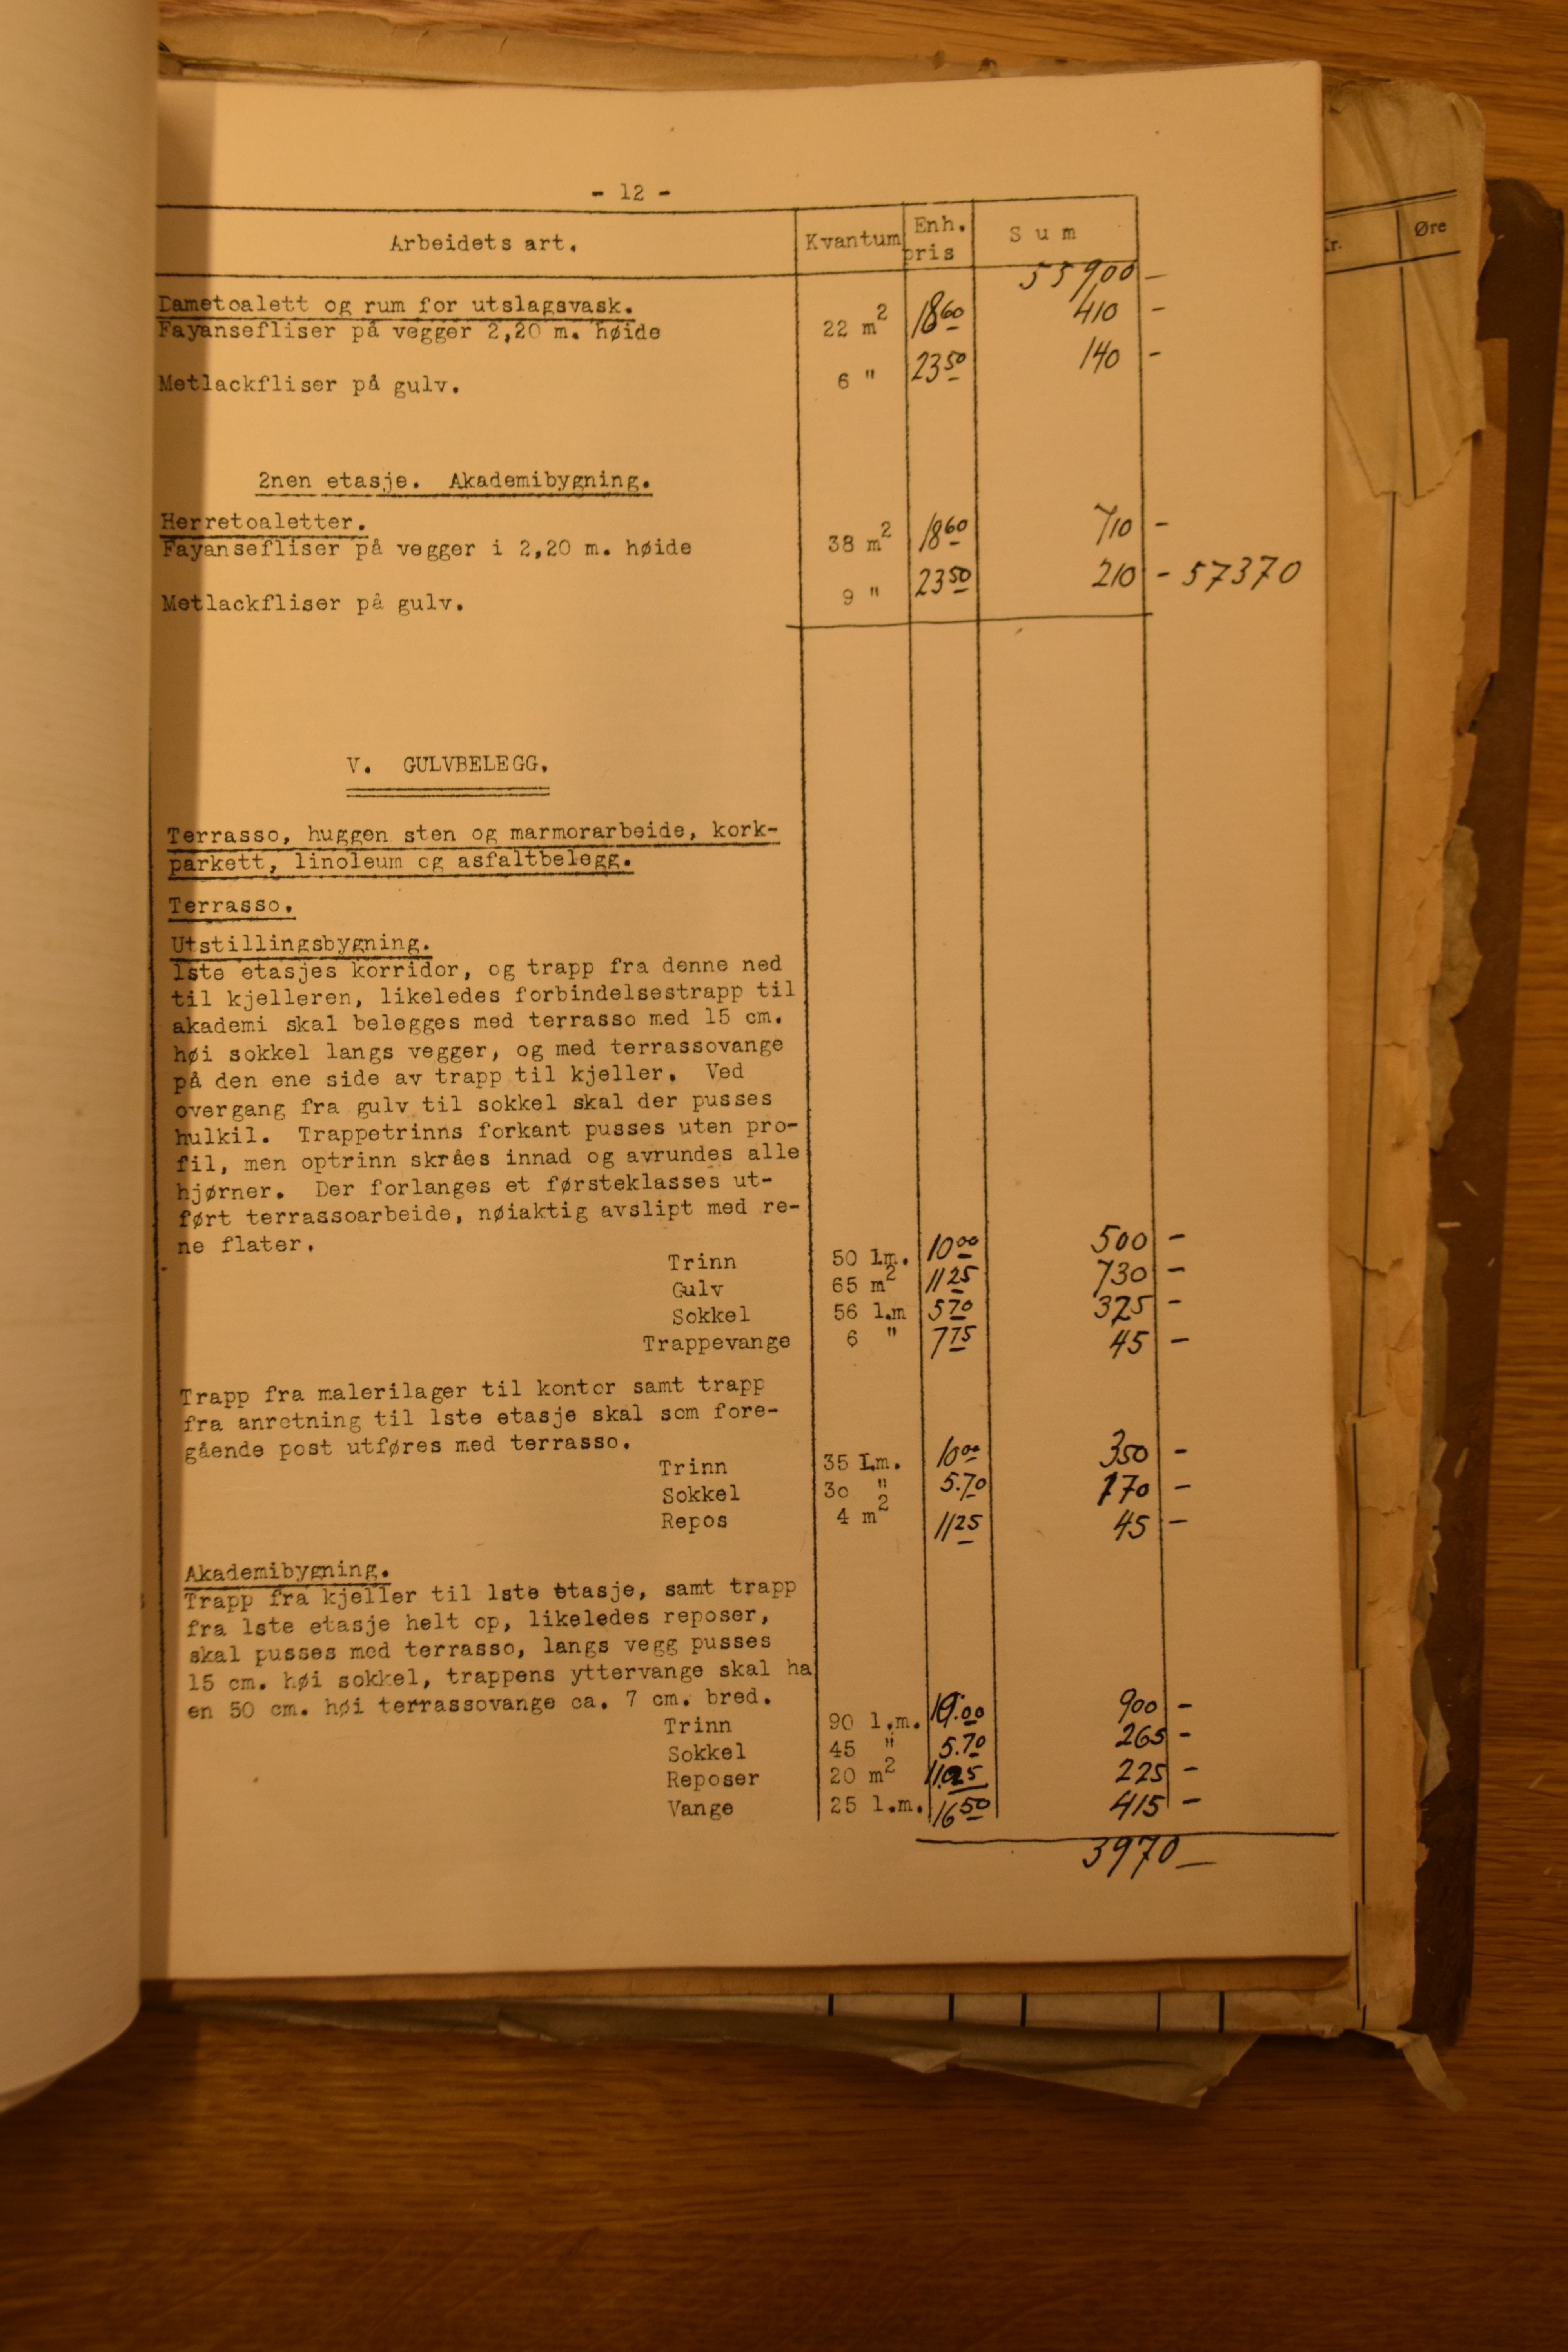 - 12 -
Arbeidets art. Kvantum Enh. pris Sum
55900 -
Dametoalett og rum for utslagsvask.
Fayansefliser på vegger 2,20 m. høide 22 m2 18 60 410 -
Metlackfliser på gulv. 6 " 23 50 140 -
2nen etasje. Akademibygning.
Herretoaletter.
Fayansefliser på vegger i 2,20 m. høide 38 m2 18 60 710 -
Metlackfliser på gulv. 9 " 23 50 210 - 57370
V. GULVBELEGG.
Terrasso, huggen sten og marmorarbeide, kork-
parkett, linoleum og asfaltbelegg.
Terrasso.
Utstillingsbygning.
1ste etasjes korridor, og trapp fra denne ned
til kjelleren, likeledes forbindelsestrapp til
akademi skal belegges med terrasso med 15 cm.
høi sokkel langs vegger, og med terrassovange
på den ene side av trapp til kjeller. Ved
overgang fra gulv til sokkel skal der pusses
hulkil. Trappetrinns forkant pusses uten pro-
fil, men optrinn skråes innad og avrundes alle
hjørner. Der forlanges et førsteklasses ut-
ført terrassoarbeide, nøiaktig avslipt med re-
ne flater.
Trinn 50 l.m. 10 00 500 -
Gulv 65 m2 11 25 730 -
Sokkel 56 l.m 5 70 325 -
Trappevange 6 " 7 75 45 -
Trapp fra malerilager til kontor samt trapp
fra anretning til 1ste etasje skal som fore-
gående post utføres med terrasso.
Trinn 35 l.m. 10 00 350 -
Sokkel 30 " 5.70 170 -
Repos 4 m2 11 25 45 -
Akademibygning.
Trapp fra kjeller til 1ste etasje, samt trapp
fra 1ste etasje helt op, likeledes reposer,
skal pusses med terrasso, langs vegg pusses
15 cm. høi sokkel, trappens yttervange skal ha
en 50 cm. høi terrassovange ca. 7 cm. bred.
Trinn 90 l.m. 10.00 900 -
Sokkel 45 " 5.70 265 -
Reposer 20 m2 11.25 225 -
Vange 25 l.m. 16 50 415 -
3970 -
Kr. Øre